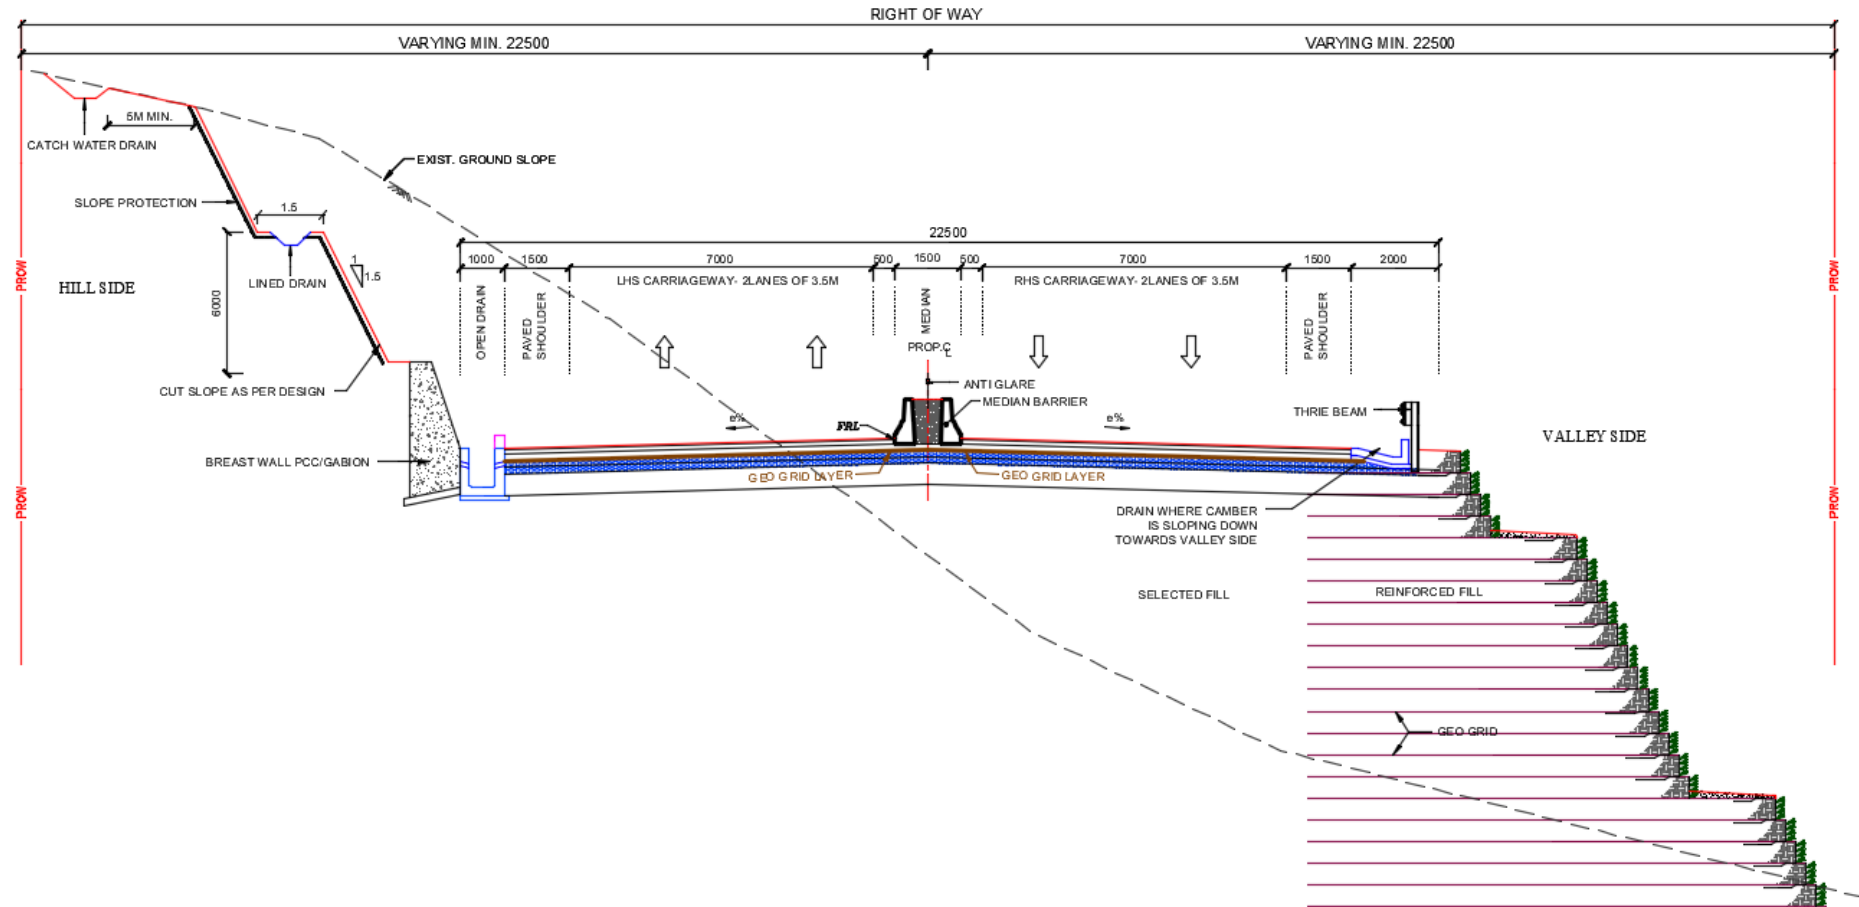 RIGHT OF WAY
VARYING MIN. 22500
VARYING MIN. 22500
5M MIN.
CATCH WATER DRAIN
EXIST. GROUND SLOPE
SLOPE PROTECTION
1.5
22500
1000
1500
7000
500
1500
500
7000
1500
2000
PROW
PROW
HILL SIDE
LINED DRAIN
1
1.5
6000
LHS CARRIAGEWAY- 2LANES OF 3.5M
RHS CARRIAGEWAY- 2LANES OF 3.5M
OPEN DRAIN
PAVED
SHOULDER
MEDIAN
PAVED
SHOULDER
PROP.CL
CUT SLOPE AS PER DESIGN
ANTI GLARE
MEDIAN BARRIER
THRIE BEAM
e%
FRL
e%
VALLEY SIDE
BREAST WALL PCC/GABION
GEO GRID LAYER
GEO GRID LAYER
PROW
PROW
DRAIN WHERE CAMBER
IS SLOPING DOWN
TOWARDS VALLEY SIDE
SELECTED FILL
REINFORCED FILL
GEO GRID